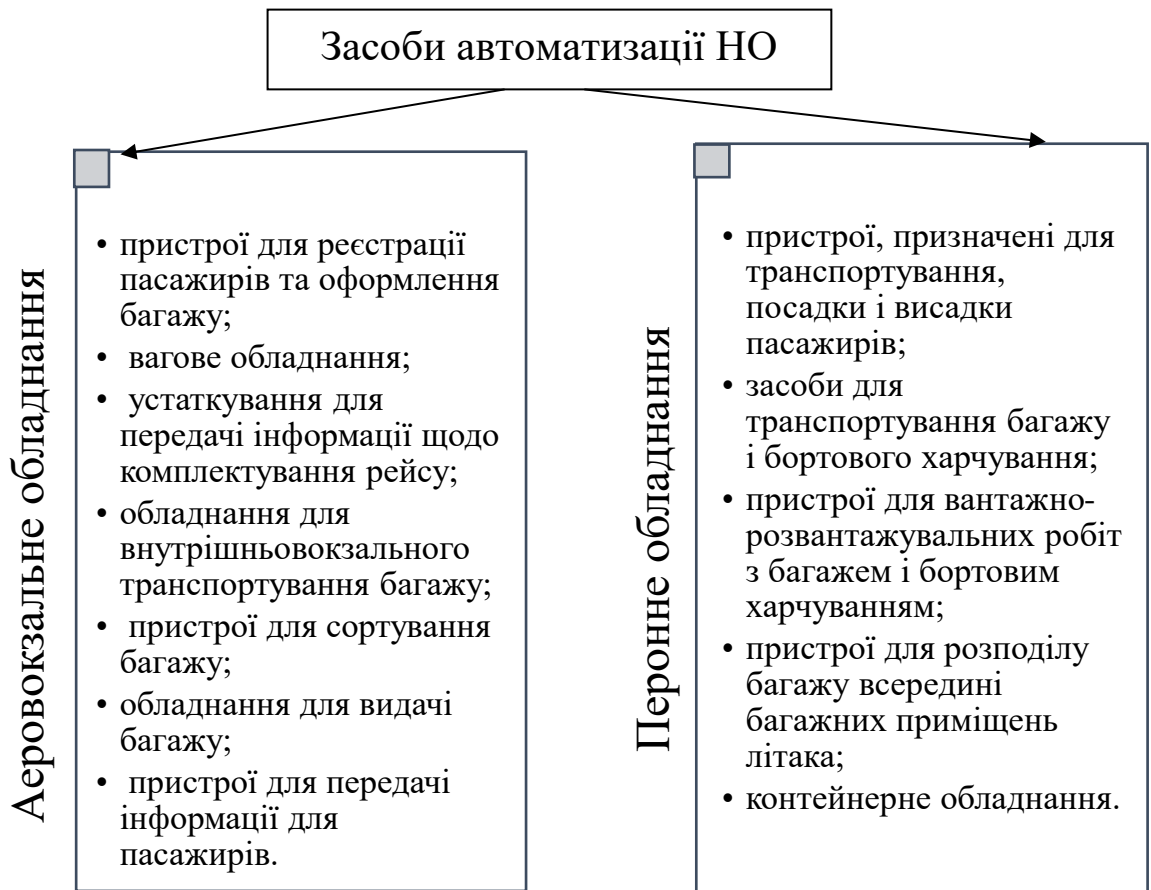 Засоби автоматизації НО
Аеровокзальне обладнання
• пристрої для реєстрації
пасажирів та оформлення
багажу;
• вагове обладнання;
• устаткування для
передачі інформації щодо
комплектування рейсу;
• обладнання для
внутрішньовокзального
транспортування багажу;
• пристрої для сортування
багажу;
• обладнання для видачі
багажу;
• пристрої для передачі
інформації для
пасажирів.
Перонне обладнання
• пристрої, призначені для
транспортування,
посадки і висадки
пасажирів;
• засоби для
транспортування багажу
і бортового харчування;
• пристрої для вантажно-
розвантажувальних робіт
з багажем і бортовим
харчуванням;
• пристрої для розподілу
багажу всередині
багажних приміщень
літака;
• контейнерне обладнання.